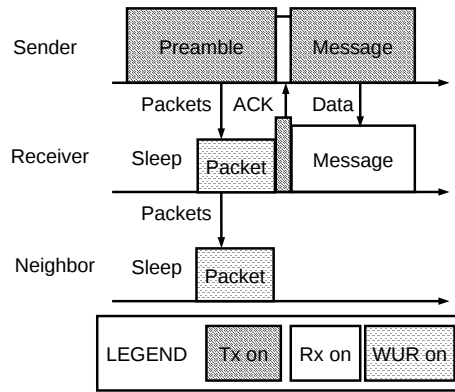 Sender
Preamble
Message
Packets
ACK
Data
Receiver
Sleep
Packet
Message
Packets
Neighbor
Sleep
Packet
LEGEND
Tx on
Rx on
WUR on